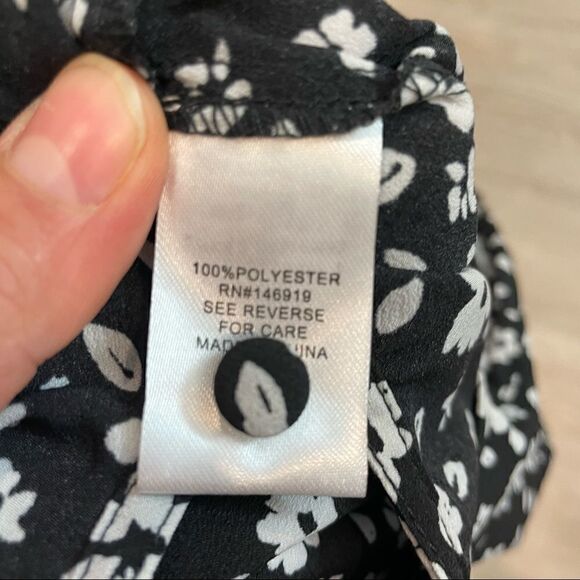 100%POLYESTER
RN#146919
SEE REVERSE
FOR CARE